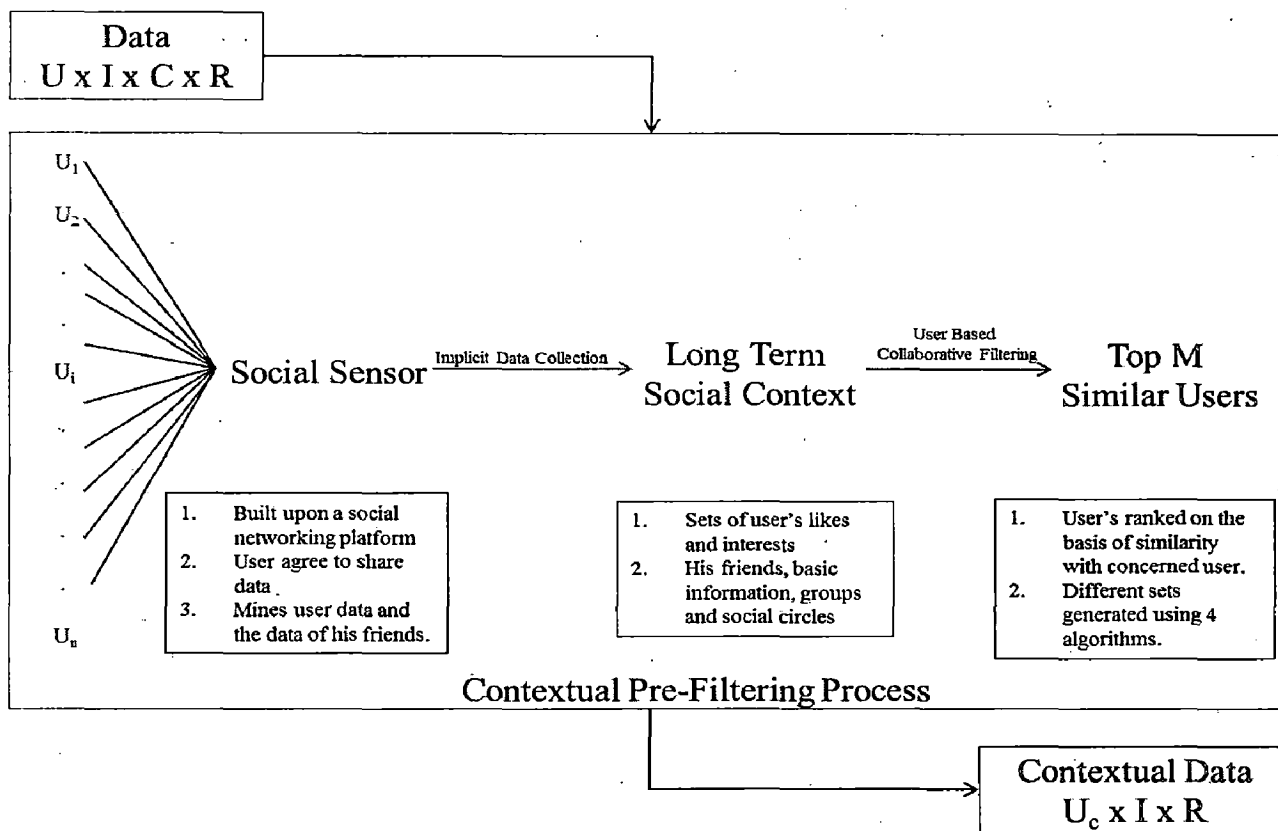 Data
U x I x C x R
U1
U2
.
.
Ui
.
.
Un
Social Sensor
Implicit Data Collection
Long Term
Social Context
User Based
Collaborative Filtering
Top M
Similar Users
1. Built upon a social
networking platform
2. User agree to share
data.
3. Mines user data and
the data of his friends.
1. Sets of user's likes
and interests
2. His friends, basic
information, groups
and social circles
1. User's ranked on the
basis of similarity
with concerned user.
2. Different sets
generated using 4
algorithms.
Contextual Pre-Filtering Process
Contextual Data
Uc x I x R